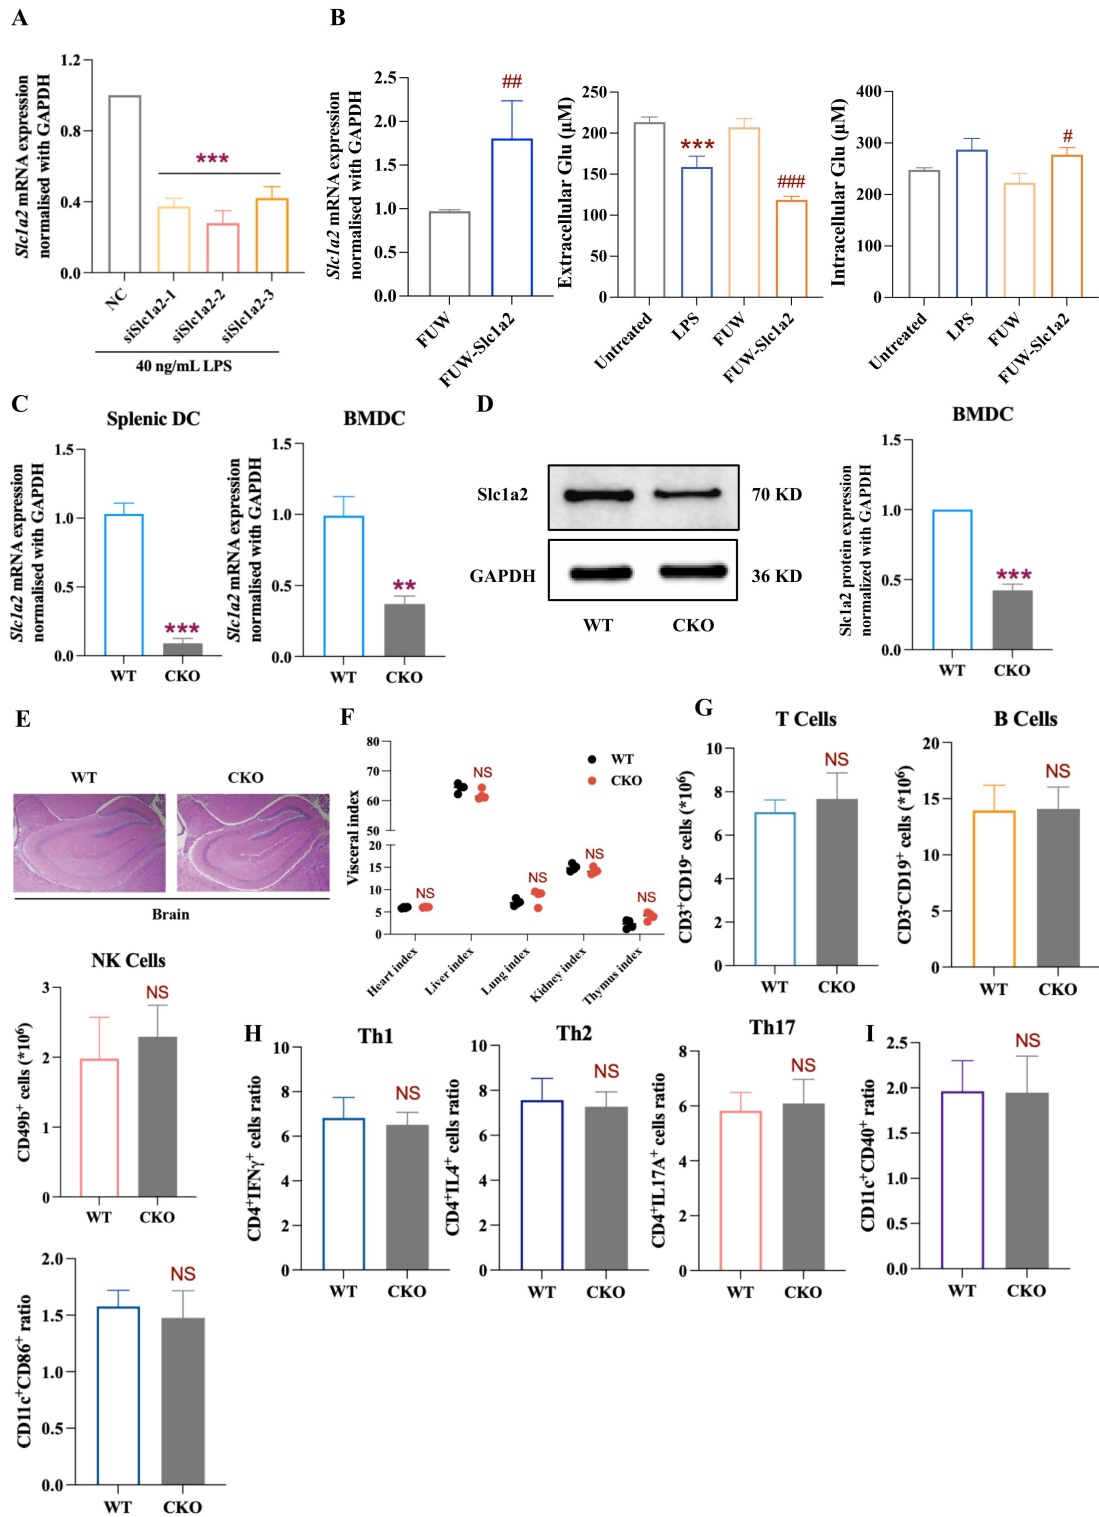 A
Slc1a2 mRNA expression
normalised with GAPDH
1.2
1.0
0.8
0.4
0.0
***
NC
siSlc1a2-1
siSlc1a2-2
siSlc1a2-3
40 ng/mL LPS
B
Slc1a2 mRNA expression
normalised with GAPDH
2.5
2.0
1.5
1.0
0.5
0.0
##
FUW
FUW-Slc1a2
Extracellular Glu (μM)
250
200
150
100
50
0
***
###
Untreated
LPS
FUW
FUW-Slc1a2
Intracellular Glu (μM)
400
300
200
260
0
#
Untreated
LPS
FUW
FUW-Slc1a2
C
Splenic DC
Slc1a2 mRNA expression
normalised with GAPDH
1.5
1.0
0.5
0.0
***
WT
CKO
BMDC
Slc1a2 mRNA expression
normalised with GAPDH
1.5
1.0
0.5
0.0
**
WT
CKO
D
Slc1a2
70 KD
GAPDH
36 KD
WT
CKO
BMDC
Slc1a2 protein expression
normalized with GAPDH
1.5
1.0
0.5
0.0
***
WT
CKO
E
WT
CKO
Brain
F
Visceral index
80
70
60
50
20
15
10
5
0
WT
CKO
NS
NS
NS
NS
NS
Heart index
Liver index
Lung index
Kidney index
Thymus index
G
T Cells
CD3+CD19- cells (*10⁶)
10
8
6
4
2
0
NS
WT
CKO
B Cells
CD3-CD19+ cells (*10⁶)
20
15
10
5
0
NS
WT
CKO
NK Cells
CD49b+ cells (*10⁶)
3
2
1
0
NS
WT
CKO
H
Th1
CD4+IFNγ+ cells ratio
10
8
6
4
2
0
NS
WT
CKO
Th2
CD4+IL4+ cells ratio
10
8
6
4
2
0
NS
WT
CKO
Th17
CD4+IL17A+ cells ratio
8
6
4
2
0
NS
WT
CKO
I
CD11c+CD40+ ratio
2.5
2.0
1.5
1.0
0.5
0.0
NS
WT
CKO
CD11c+CD86+ ratio
2.0
1.5
1.0
0.5
0.0
NS
WT
CKO